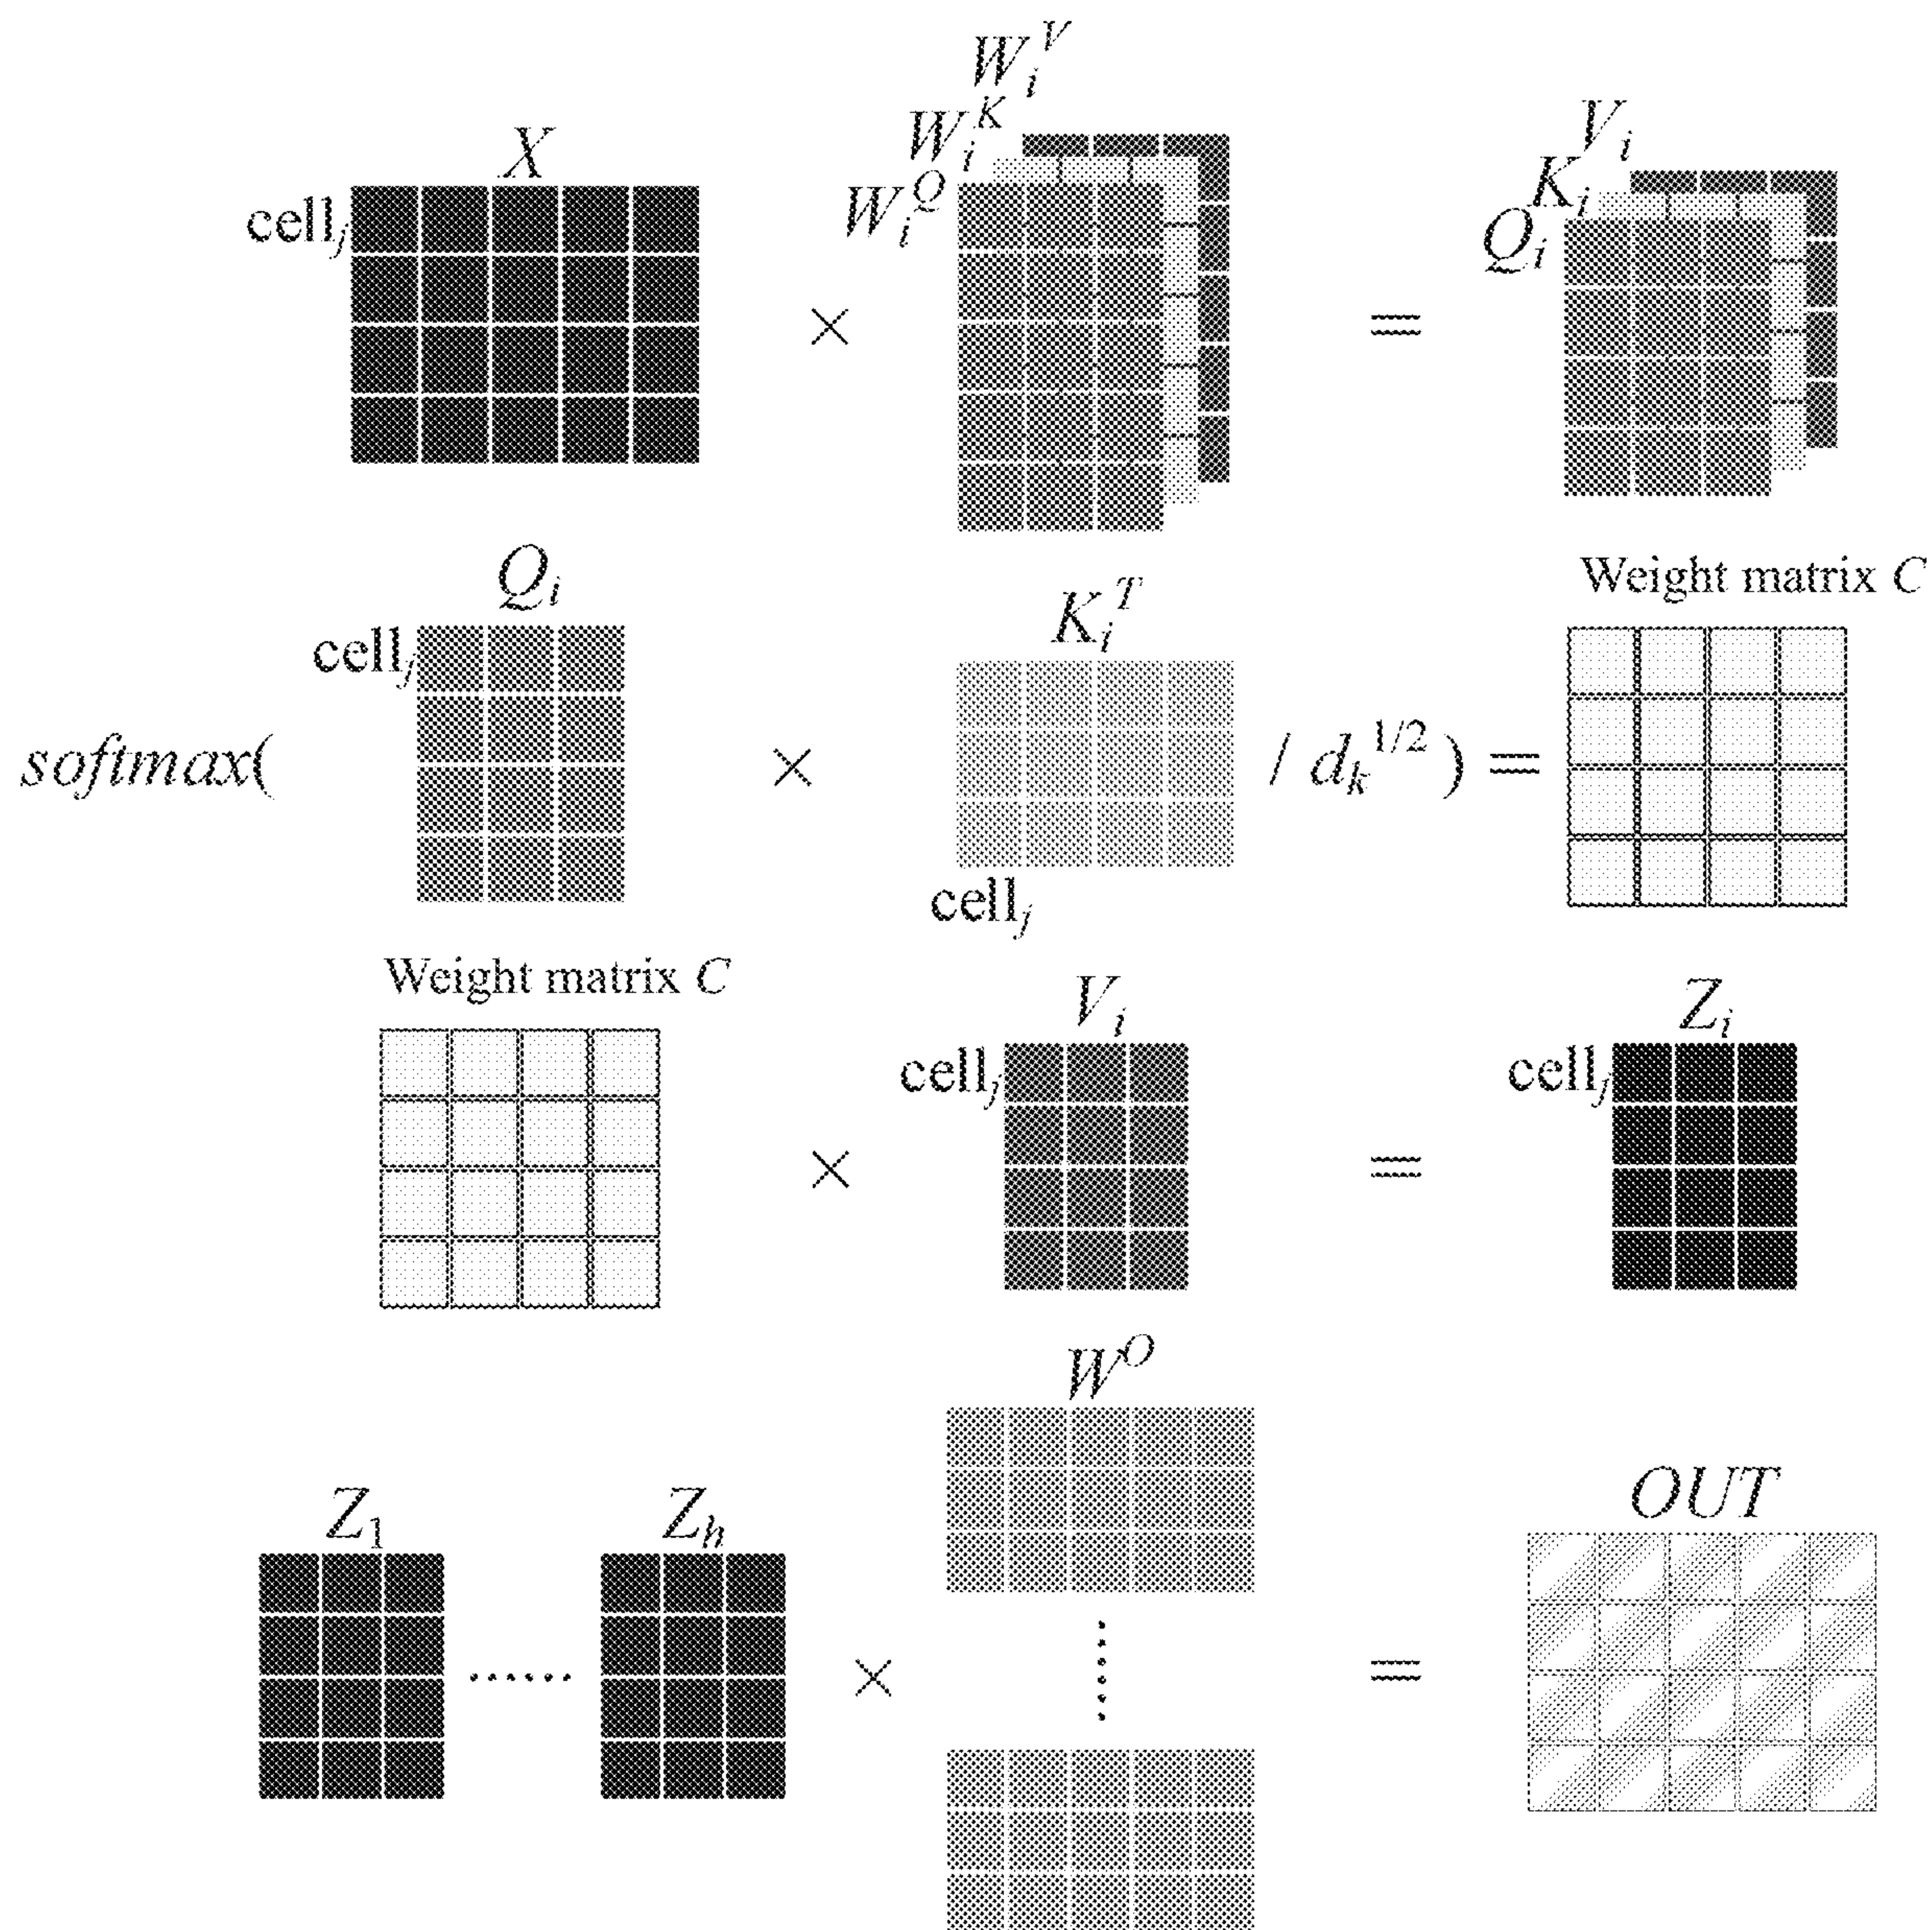 X
W_i^V
W_i^K
W_i^Q
V_i
K_i
Q_i
cell_j
×
=
Q_i
K_i^T
Weight matrix C
cell_j
softmax(
×
/ d_k^{1/2} ) =
cell_j
Weight matrix C
V_i
Z_i
cell_j
cell_j
×
=
W^O
Z_1
......
Z_h
×
=
OUT